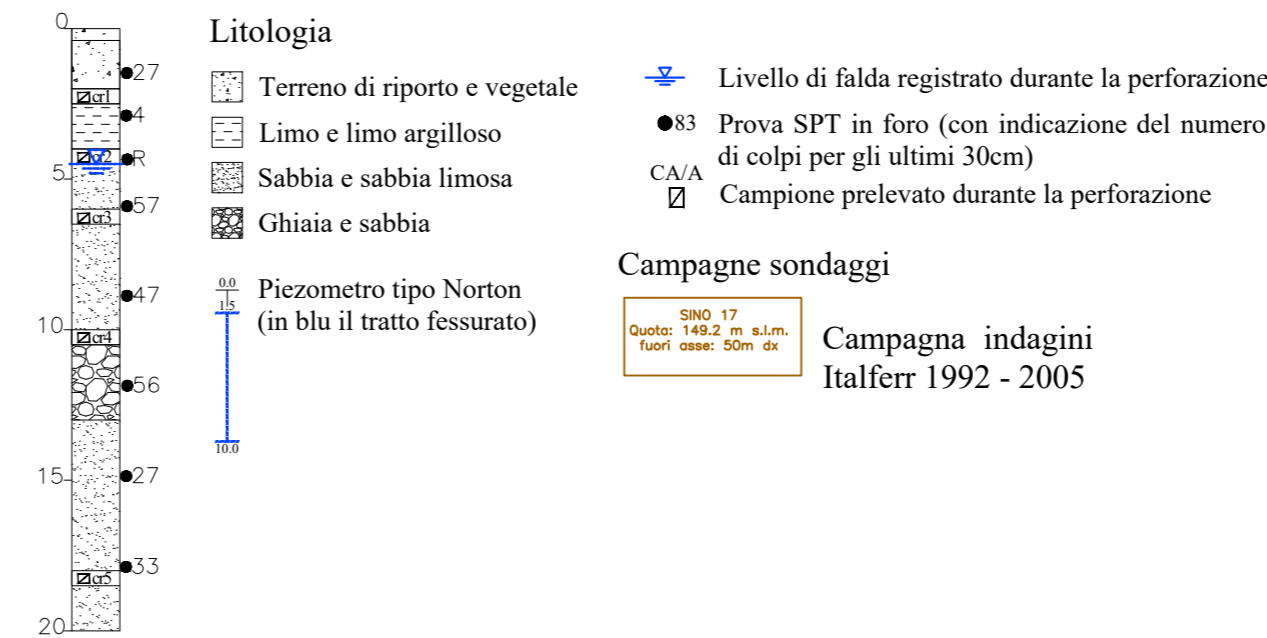 0
27
cr1
4
cr2
R
5
57
cr3
47
10
cr4
56
15
27
33
cr5
20
Litologia
Terreno di riporto e vegetale
Limo e limo argilloso
Sabbia e sabbia limosa
Ghiaia e sabbia
0.0
1.5
10.0
Piezometro tipo Norton
(in blu il tratto fessurato)
Livello di falda registrato durante la perforazione
83 Prova SPT in foro (con indicazione del numero
di colpi per gli ultimi 30cm)
CA/A
Campione prelevato durante la perforazione
Campagne sondaggi
SINO 17
Quota: 149.2 m s.l.m.
fuori asse: 50m dx
Campagna indagini
Italferr 1992 - 2005